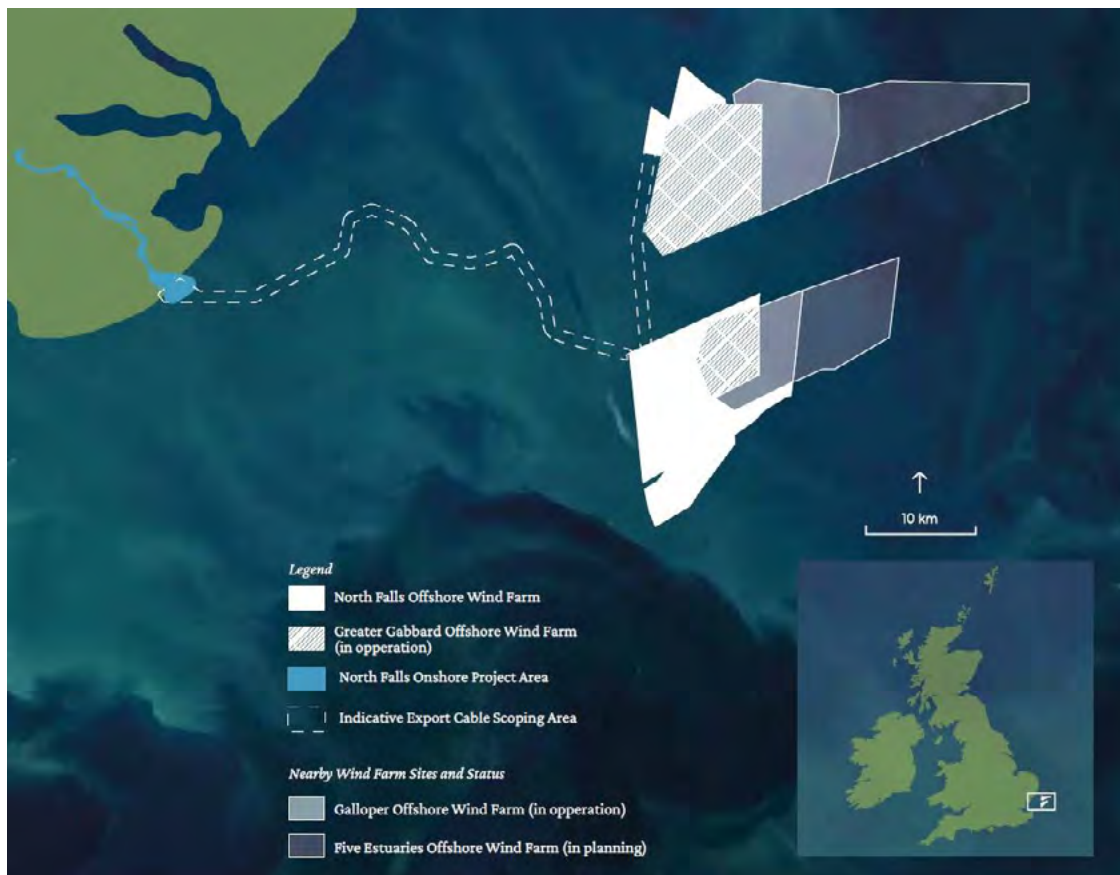 10 km
Legend
North Falls Offshore Wind Farm
Greater Gabbard Offshore Wind Farm
(in opperation)
North Falls Onshore Project Area
Indicative Export Cable Scoping Area
Nearby Wind Farm Sites and Status
Galloper Offshore Wind Farm (in opperation)
Five Estuaries Offshore Wind Farm (in planning)